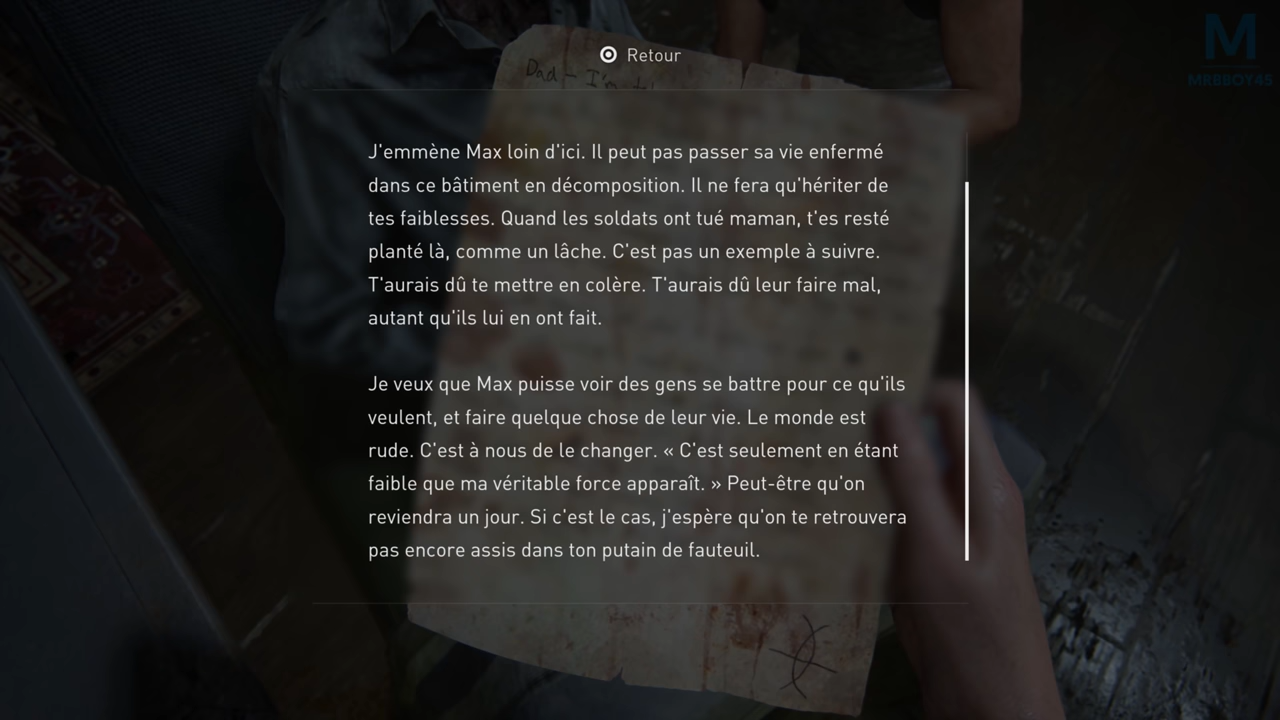 Retour
Dad - I'm
J'emmène Max loin d'ici. Il peut pas passer sa vie enfermé
dans ce bâtiment en décomposition. Il ne fera qu'hériter de
tes faiblesses. Quand les soldats ont tué maman, t'es resté
planté là, comme un lâche. C'est pas un exemple à suivre.
T'aurais dû te mettre en colère. T'aurais dû leur faire mal,
autant qu'ils lui en ont fait.
Je veux que Max puisse voir des gens se battre pour ce qu'ils
veulent, et faire quelque chose de leur vie. Le monde est
rude. C'est à nous de le changer. « C'est seulement en étant
faible que ma véritable force apparaît. » Peut-être qu'on
reviendra un jour. Si c'est le cas, j'espère qu'on te retrouvera
pas encore assis dans ton putain de fauteuil.
M
MRBBOY45